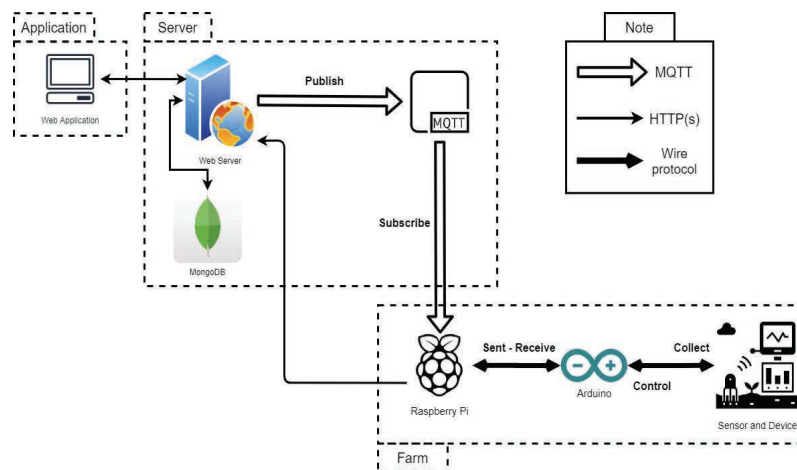 Application
Server
Note
Web Application
Web Server
Publish
MQTT
MongoDB
Subscribe
MQTT
HTTP(s)
Wire
protocol
Raspberry Pi
Sent - Receive
Arduino
Collect
Control
Sensor and Device
Farm